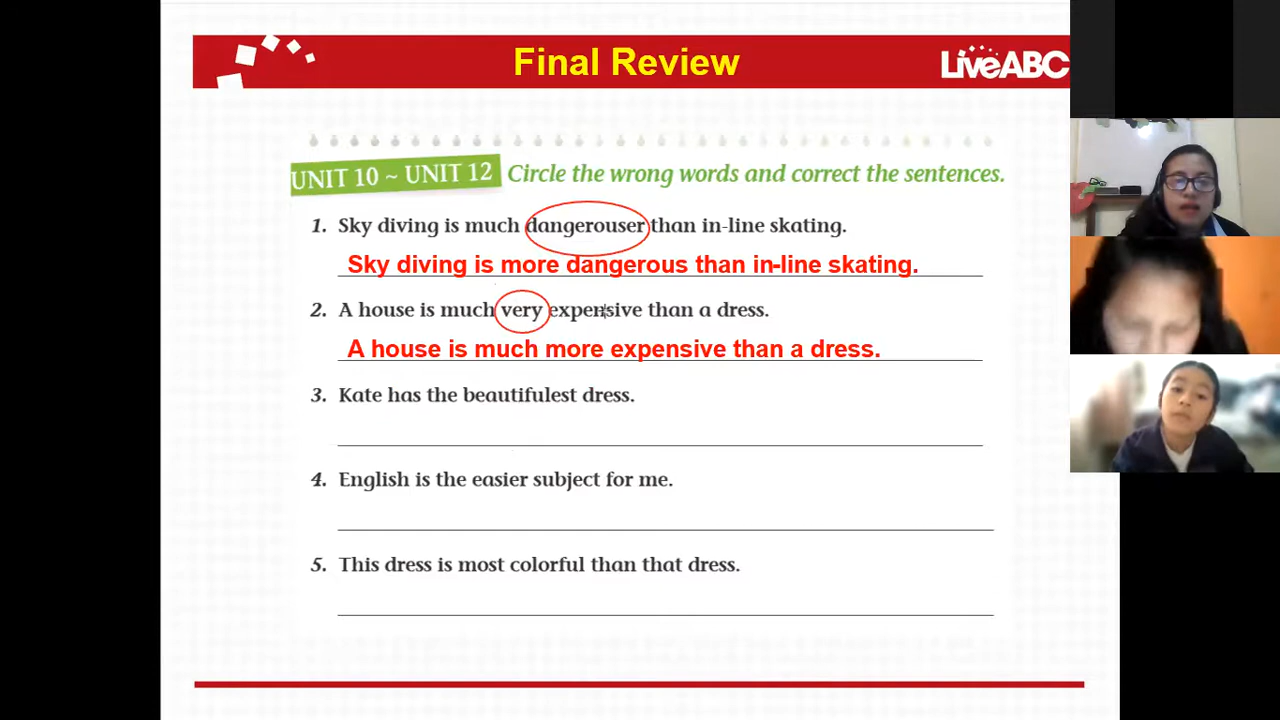 Final Review
LiveABC
UNIT 10 ~ UNIT 12 Circle the wrong words and correct the sentences.
1. Sky diving is much dangerouser than in-line skating.
Sky diving is more dangerous than in-line skating.
2. A house is much very expensive than a dress.
A house is much more expensive than a dress.
3. Kate has the beautifulest dress.
4. English is the easier subject for me.
5. This dress is most colorful than that dress.